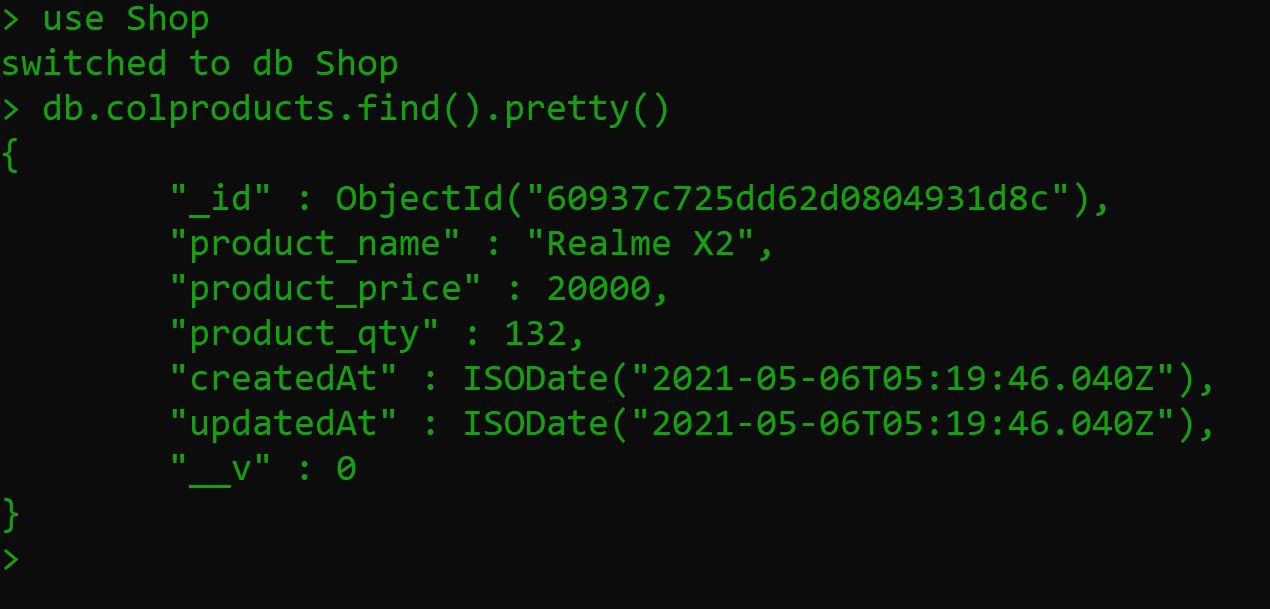 > use Shop
switched to db Shop
> db.colproducts.find().pretty()
{
        "_id" : ObjectId("60937c725dd62d0804931d8c"),
        "product_name" : "Realme X2",
        "product_price" : 20000,
        "product_qty" : 132,
        "createdAt" : ISODate("2021-05-06T05:19:46.040Z"),
        "updatedAt" : ISODate("2021-05-06T05:19:46.040Z"),
        "__v" : 0
}
>